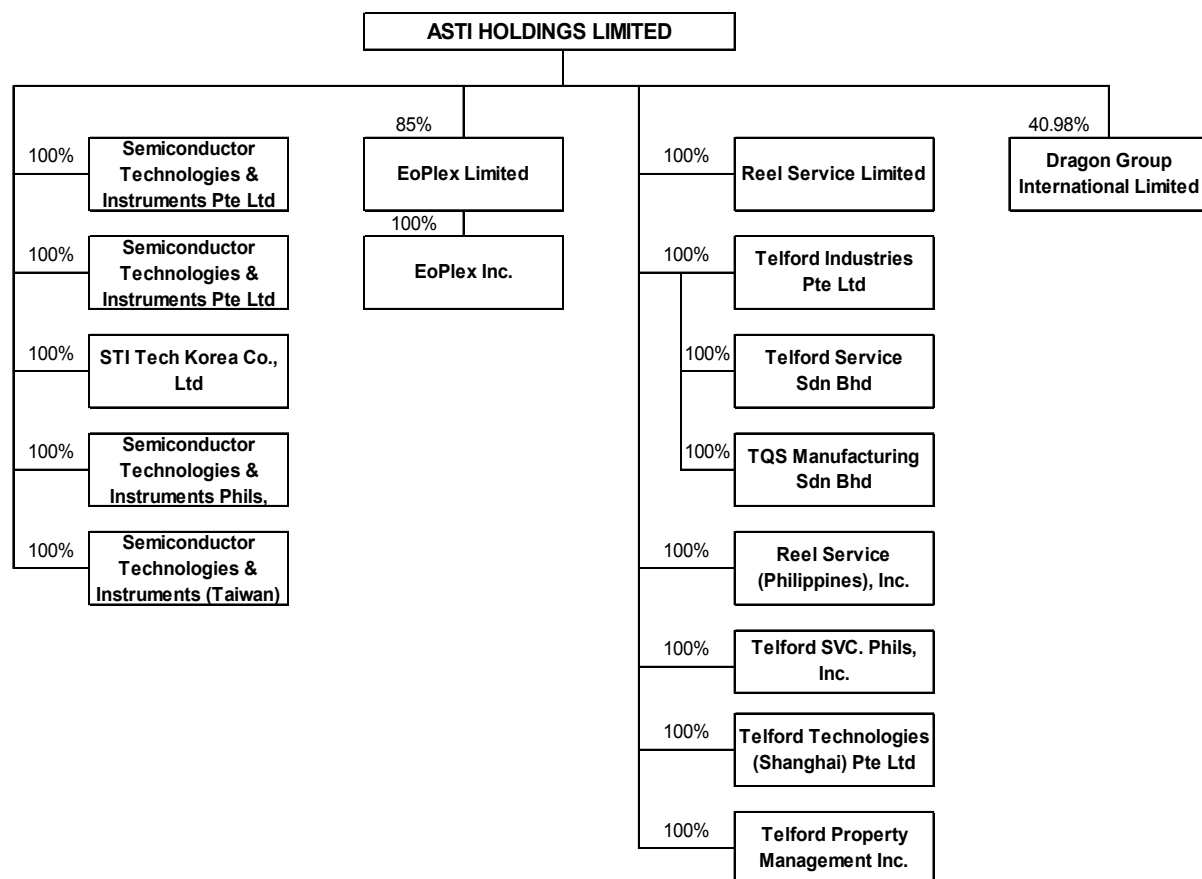 ASTI HOLDINGS LIMITED
100%
Semiconductor
Technologies &
Instruments Pte Ltd
100%
Semiconductor
Technologies &
Instruments Pte Ltd
100%
STI Tech Korea Co.,
Ltd
100%
Semiconductor
Technologies &
Instruments Phils,
100%
Semiconductor
Technologies &
Instruments (Taiwan)
85%
EoPlex Limited
100%
EoPlex Inc.
100%
Reel Service Limited
100%
Telford Industries
Pte Ltd
100%
Telford Service
Sdn Bhd
100%
TQS Manufacturing
Sdn Bhd
100%
Reel Service
(Philippines), Inc.
100%
Telford SVC. Phils,
Inc.
100%
Telford Technologies
(Shanghai) Pte Ltd
100%
Telford Property
Management Inc.
40.98%
Dragon Group
International Limited